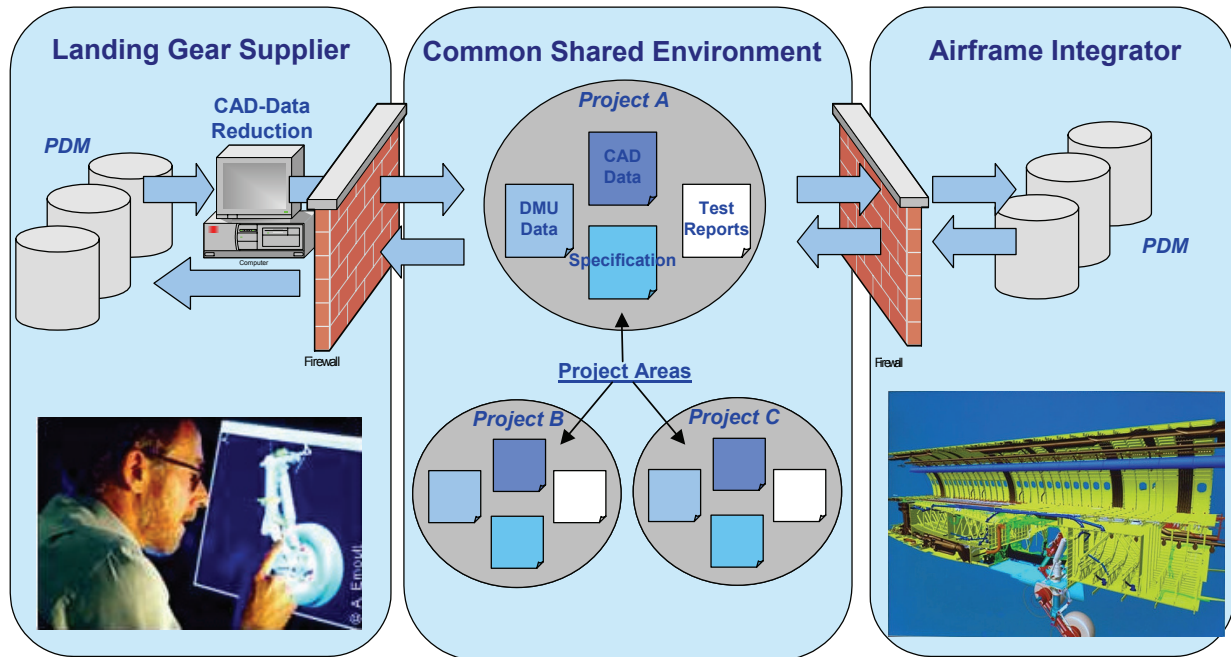 Landing Gear Supplier
Common Shared Environment
Airframe Integrator
CAD-Data
Reduction
PDM
Computer
Firewall
Project A
CAD
Data
DMU
Data
Test
Reports
Specification
Project Areas
Project B
Project C
PDM
Firewall
© A. Ernoult